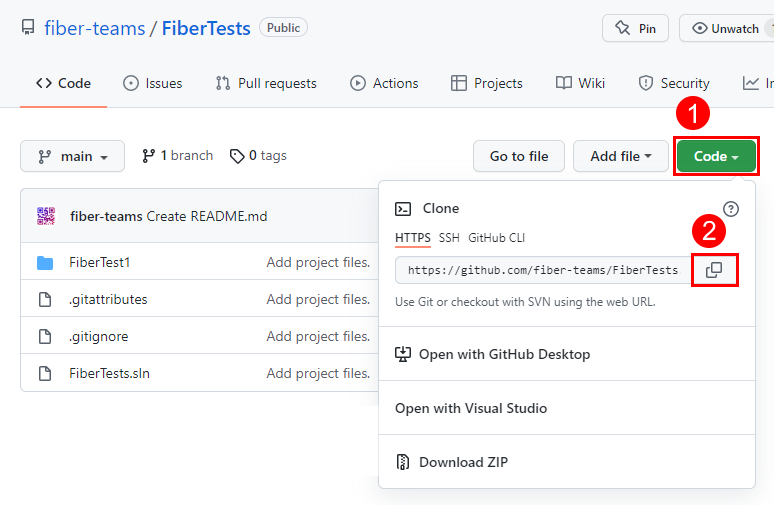 fiber-teams / FiberTests Public
Pin
Unwatch 1
Code
Issues
Pull requests
Actions
Projects
Wiki
Security
In
1
main
1 branch
0 tags
Go to file
Add file
Code
fiber-teams Create README.md
FiberTest1 Add project files.
.gitattributes Add project files.
.gitignore Add project files.
FiberTests.sln Add project files.
Clone
?
2
HTTPS SSH GitHub CLI
https://github.com/fiber-teams/FiberTests
Use Git or checkout with SVN using the web URL.
Open with GitHub Desktop
Open with Visual Studio
Download ZIP